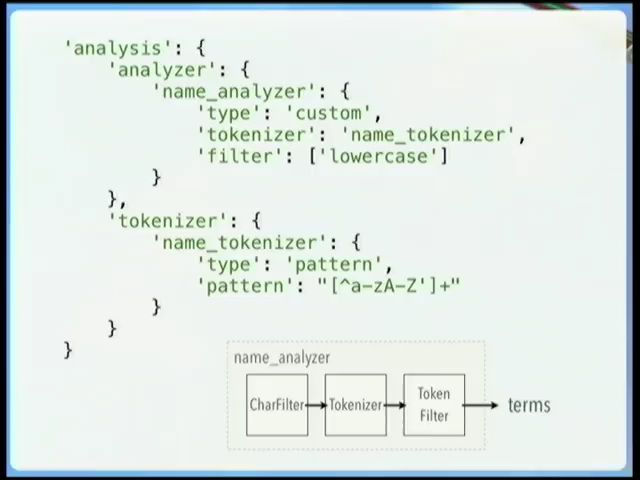 'analysis': {
'analyzer': {
'name_analyzer': {
'type': 'custom',
'tokenizer': 'name_tokenizer',
'filter': ['lowercase']
}
},
'tokenizer': {
'name_tokenizer': {
'type': 'pattern',
'pattern': "[^a-zA-Z']+"
}
}
}
name_analyzer
CharFilter
Tokenizer
Token
Filter
terms